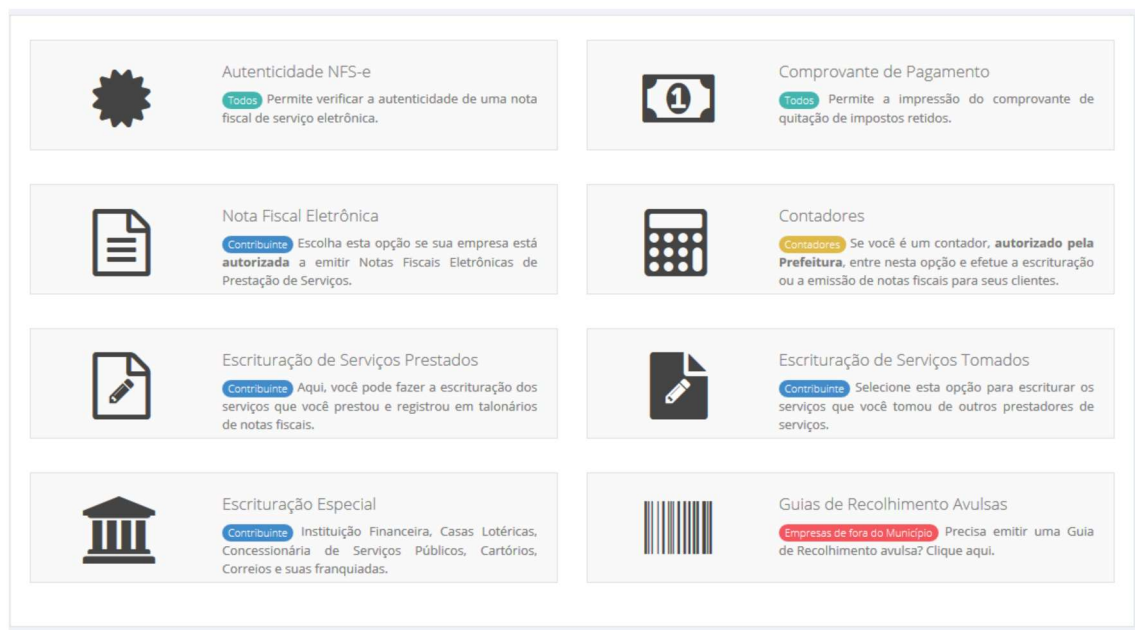 Autenticidade NFS-e
Todos Permite verificar a autenticidade de uma nota
fiscal de serviço eletrônica.
1
Comprovante de Pagamento
Todos Permite a impressão do comprovante de
quitação de impostos retidos.
Nota Fiscal Eletrônica
Contribuinte Escolha esta opção se sua empresa está
autorizada a emitir Notas Fiscais Eletrônicas de
Prestação de Serviços.
Contadores
Contadores Se você é um contador, autorizado pela
Prefeitura, entre nesta opção e efetue a escrituração
ou a emissão de notas fiscais para seus clientes.
Escrituração de Serviços Prestados
Contribuinte Aqui, você pode fazer a escrituração dos
serviços que você prestou e registrou em talonários
de notas fiscais.
Escrituração de Serviços Tomados
Contribuinte Selecione esta opção para escriturar os
serviços que você tomou de outros prestadores de
serviços.
Escrituração Especial
Contribuinte Instituição Financeira, Casas Lotéricas,
Concessionária de Serviços Públicos, Cartórios,
Correios e suas franquiadas.
Guias de Recolhimento Avulsas
Empresas de fora do Município Precisa emitir uma Guia
de Recolhimento avulsa? Clique aqui.